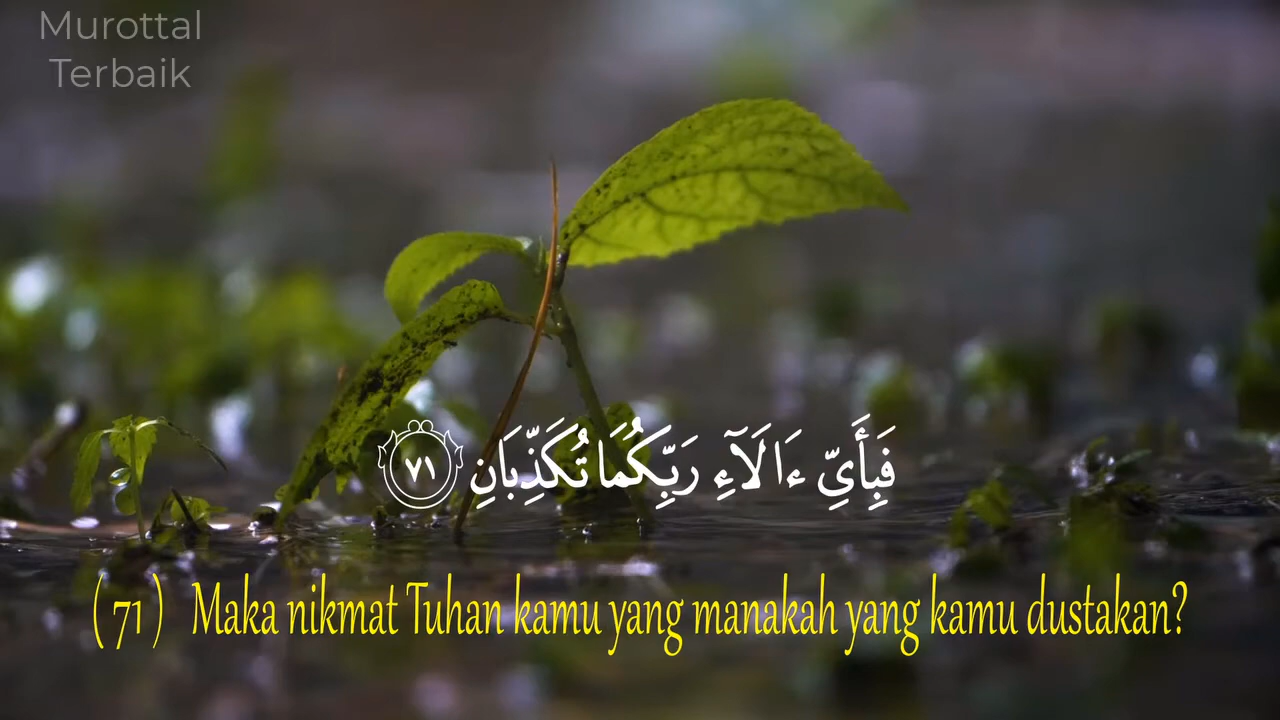 Murottal
Terbaik
فَبِأَيِّ ءَالَآءِ رَبِّكُمَا تُكَذِّبَانِ ٧١
( 71 ) Maka nikmat Tuhan kamu yang manakah yang kamu dustakan?